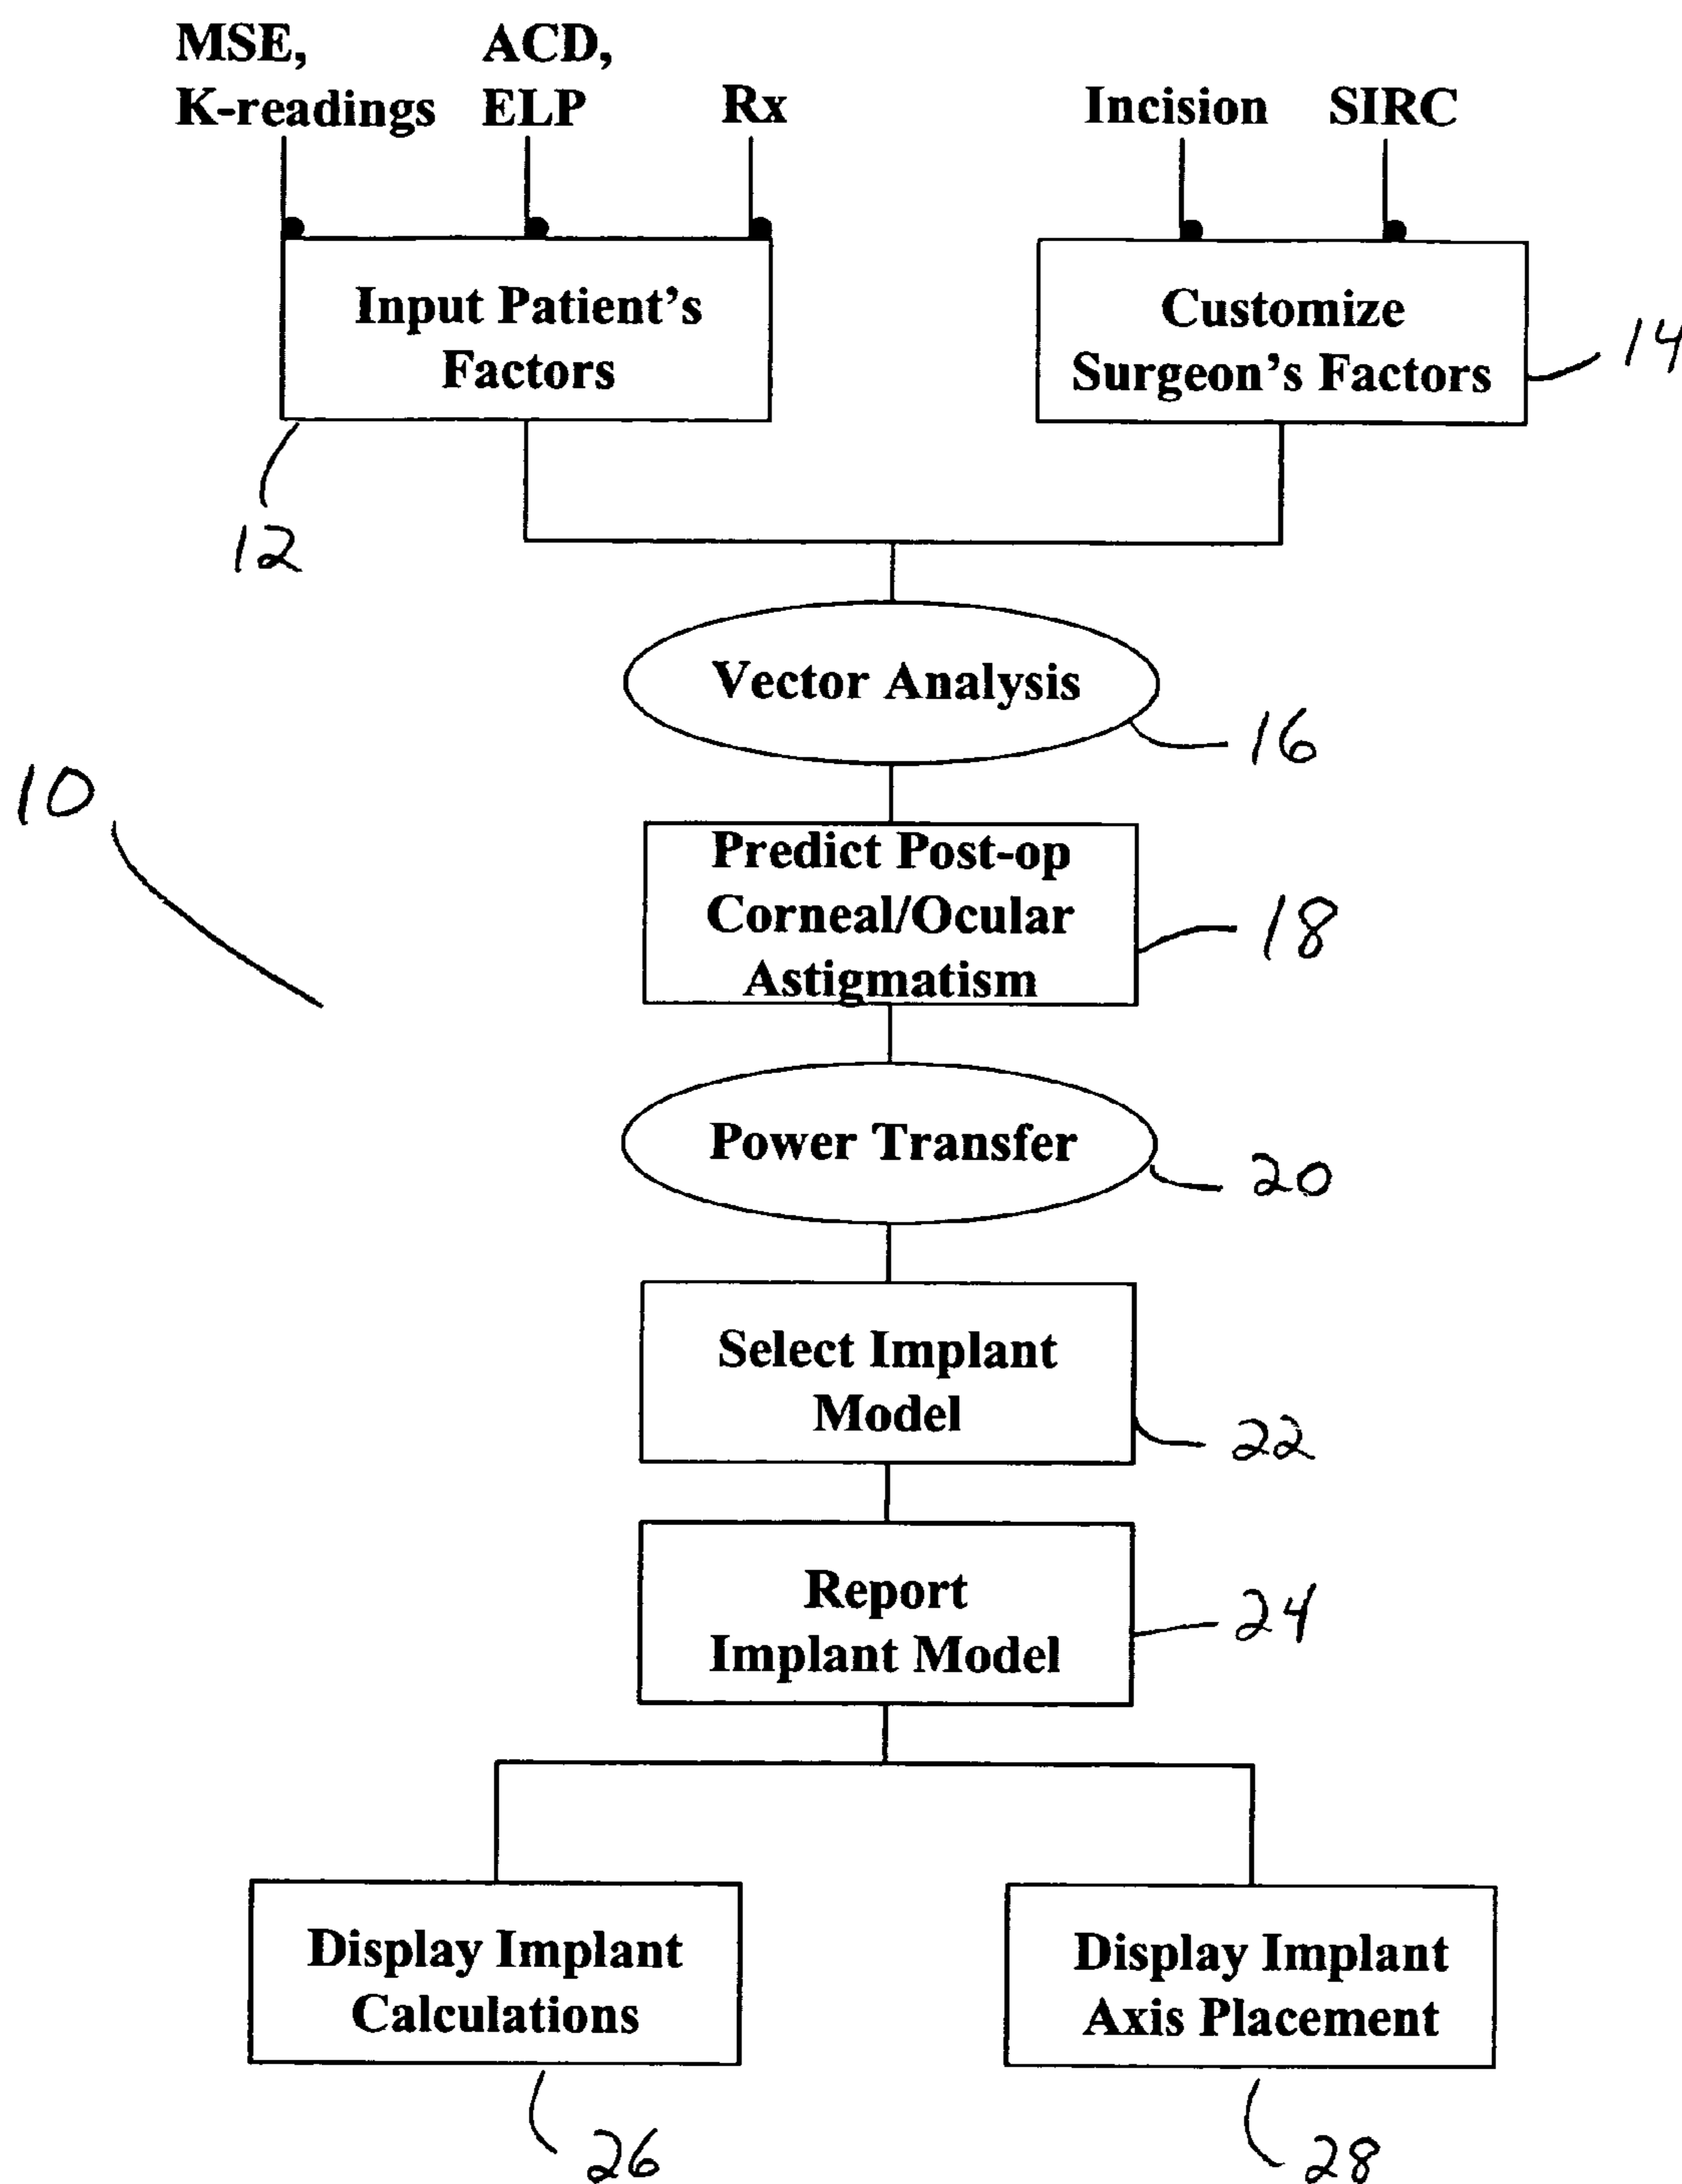 MSE,
K-readings
ACD,
ELP
Rx
Incision
SIRC
Input Patient's
Factors
12
Customize
Surgeon's Factors
14
Vector Analysis
16
10
Predict Post-op
Corneal/Ocular
Astigmatism
18
Power Transfer
20
Select Implant
Model
22
Report
Implant Model
24
Display Implant
Calculations
26
Display Implant
Axis Placement
28